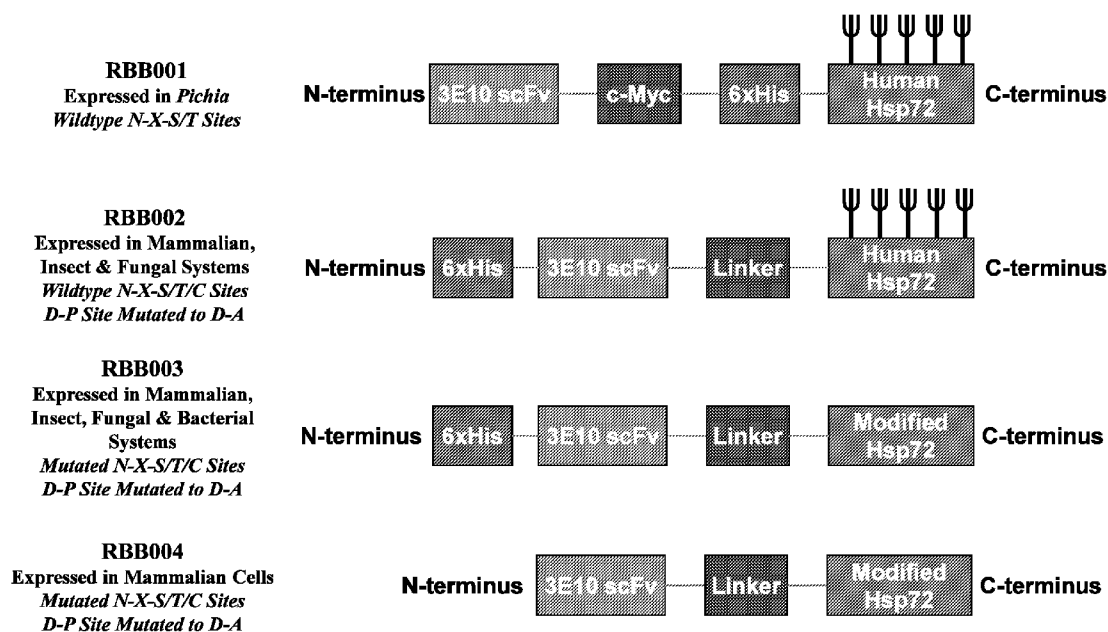 RBB001
Expressed in Pichia
Wildtype N-X-S/T Sites
N-terminus 3E10 scFv c-Myc 6xHis Human Hsp72 C-terminus
RBB002
Expressed in Mammalian,
Insect & Fungal Systems
Wildtype N-X-S/T/C Sites
D-P Site Mutated to D-A
N-terminus 6xHis 3E10 scFv Linker Human Hsp72 C-terminus
RBB003
Expressed in Mammalian,
Insect, Fungal & Bacterial
Systems
Mutated N-X-S/T/C Sites
D-P Site Mutated to D-A
N-terminus 6xHis 3E10 scFv Linker Modified Hsp72 C-terminus
RBB004
Expressed in Mammalian Cells
Mutated N-X-S/T/C Sites
D-P Site Mutated to D-A
N-terminus 3E10 scFv Linker Modified Hsp72 C-terminus